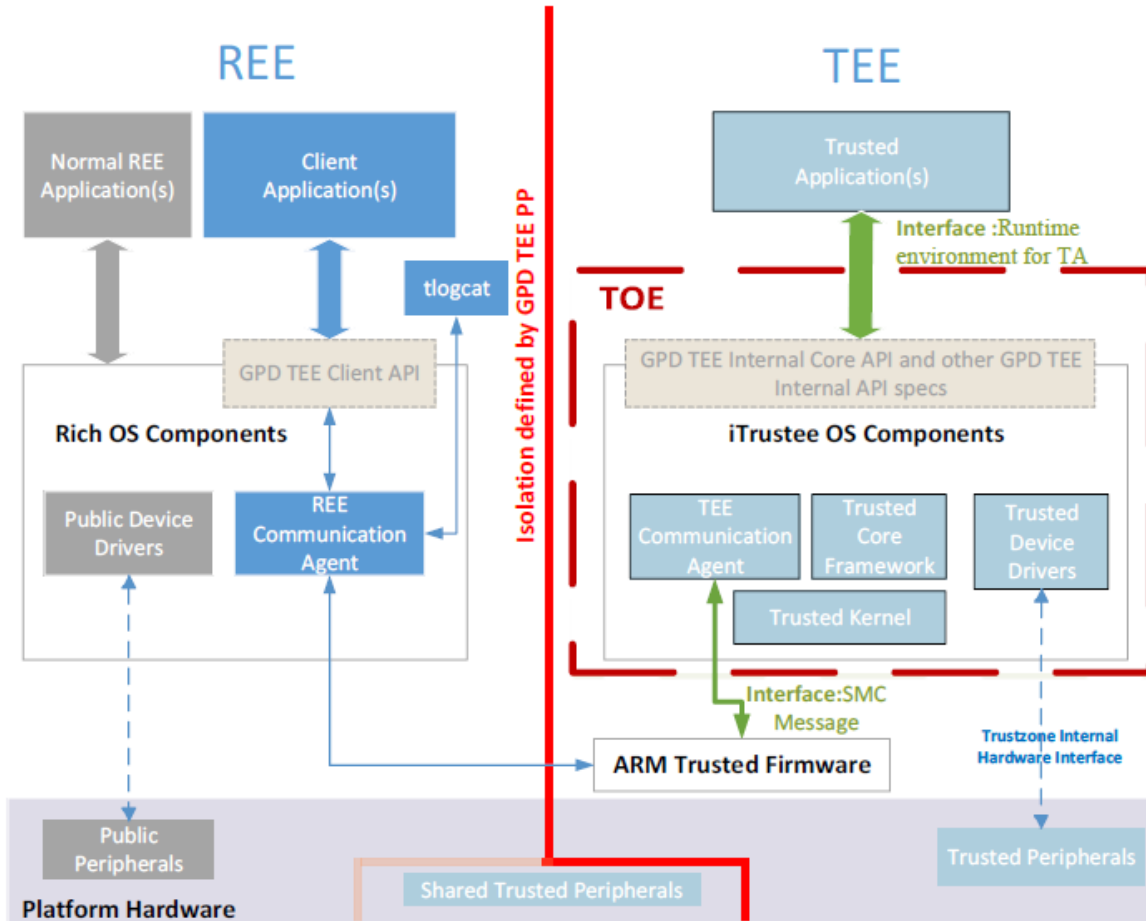 REE
TEE
Normal REE
Application(s)
Client
Application(s)
Trusted
Application(s)
Interface :Runtime
environment for TA
tlogcat
TOE
Isolation defined by GPD TEE PP
GPD TEE Client API
GPD TEE Internal Core API and other GPD TEE
Internal API specs
Rich OS Components
iTrustee OS Components
Public Device
Drivers
REE
Communication
Agent
TEE
Communication
Agent
Trusted
Core
Framework
Trusted
Device
Drivers
Trusted Kernel
Interface:SMC
Message
Trustzone Internal
Hardware Interface
ARM Trusted Firmware
Public
Peripherals
Trusted Peripherals
Shared Trusted Peripherals
Platform Hardware